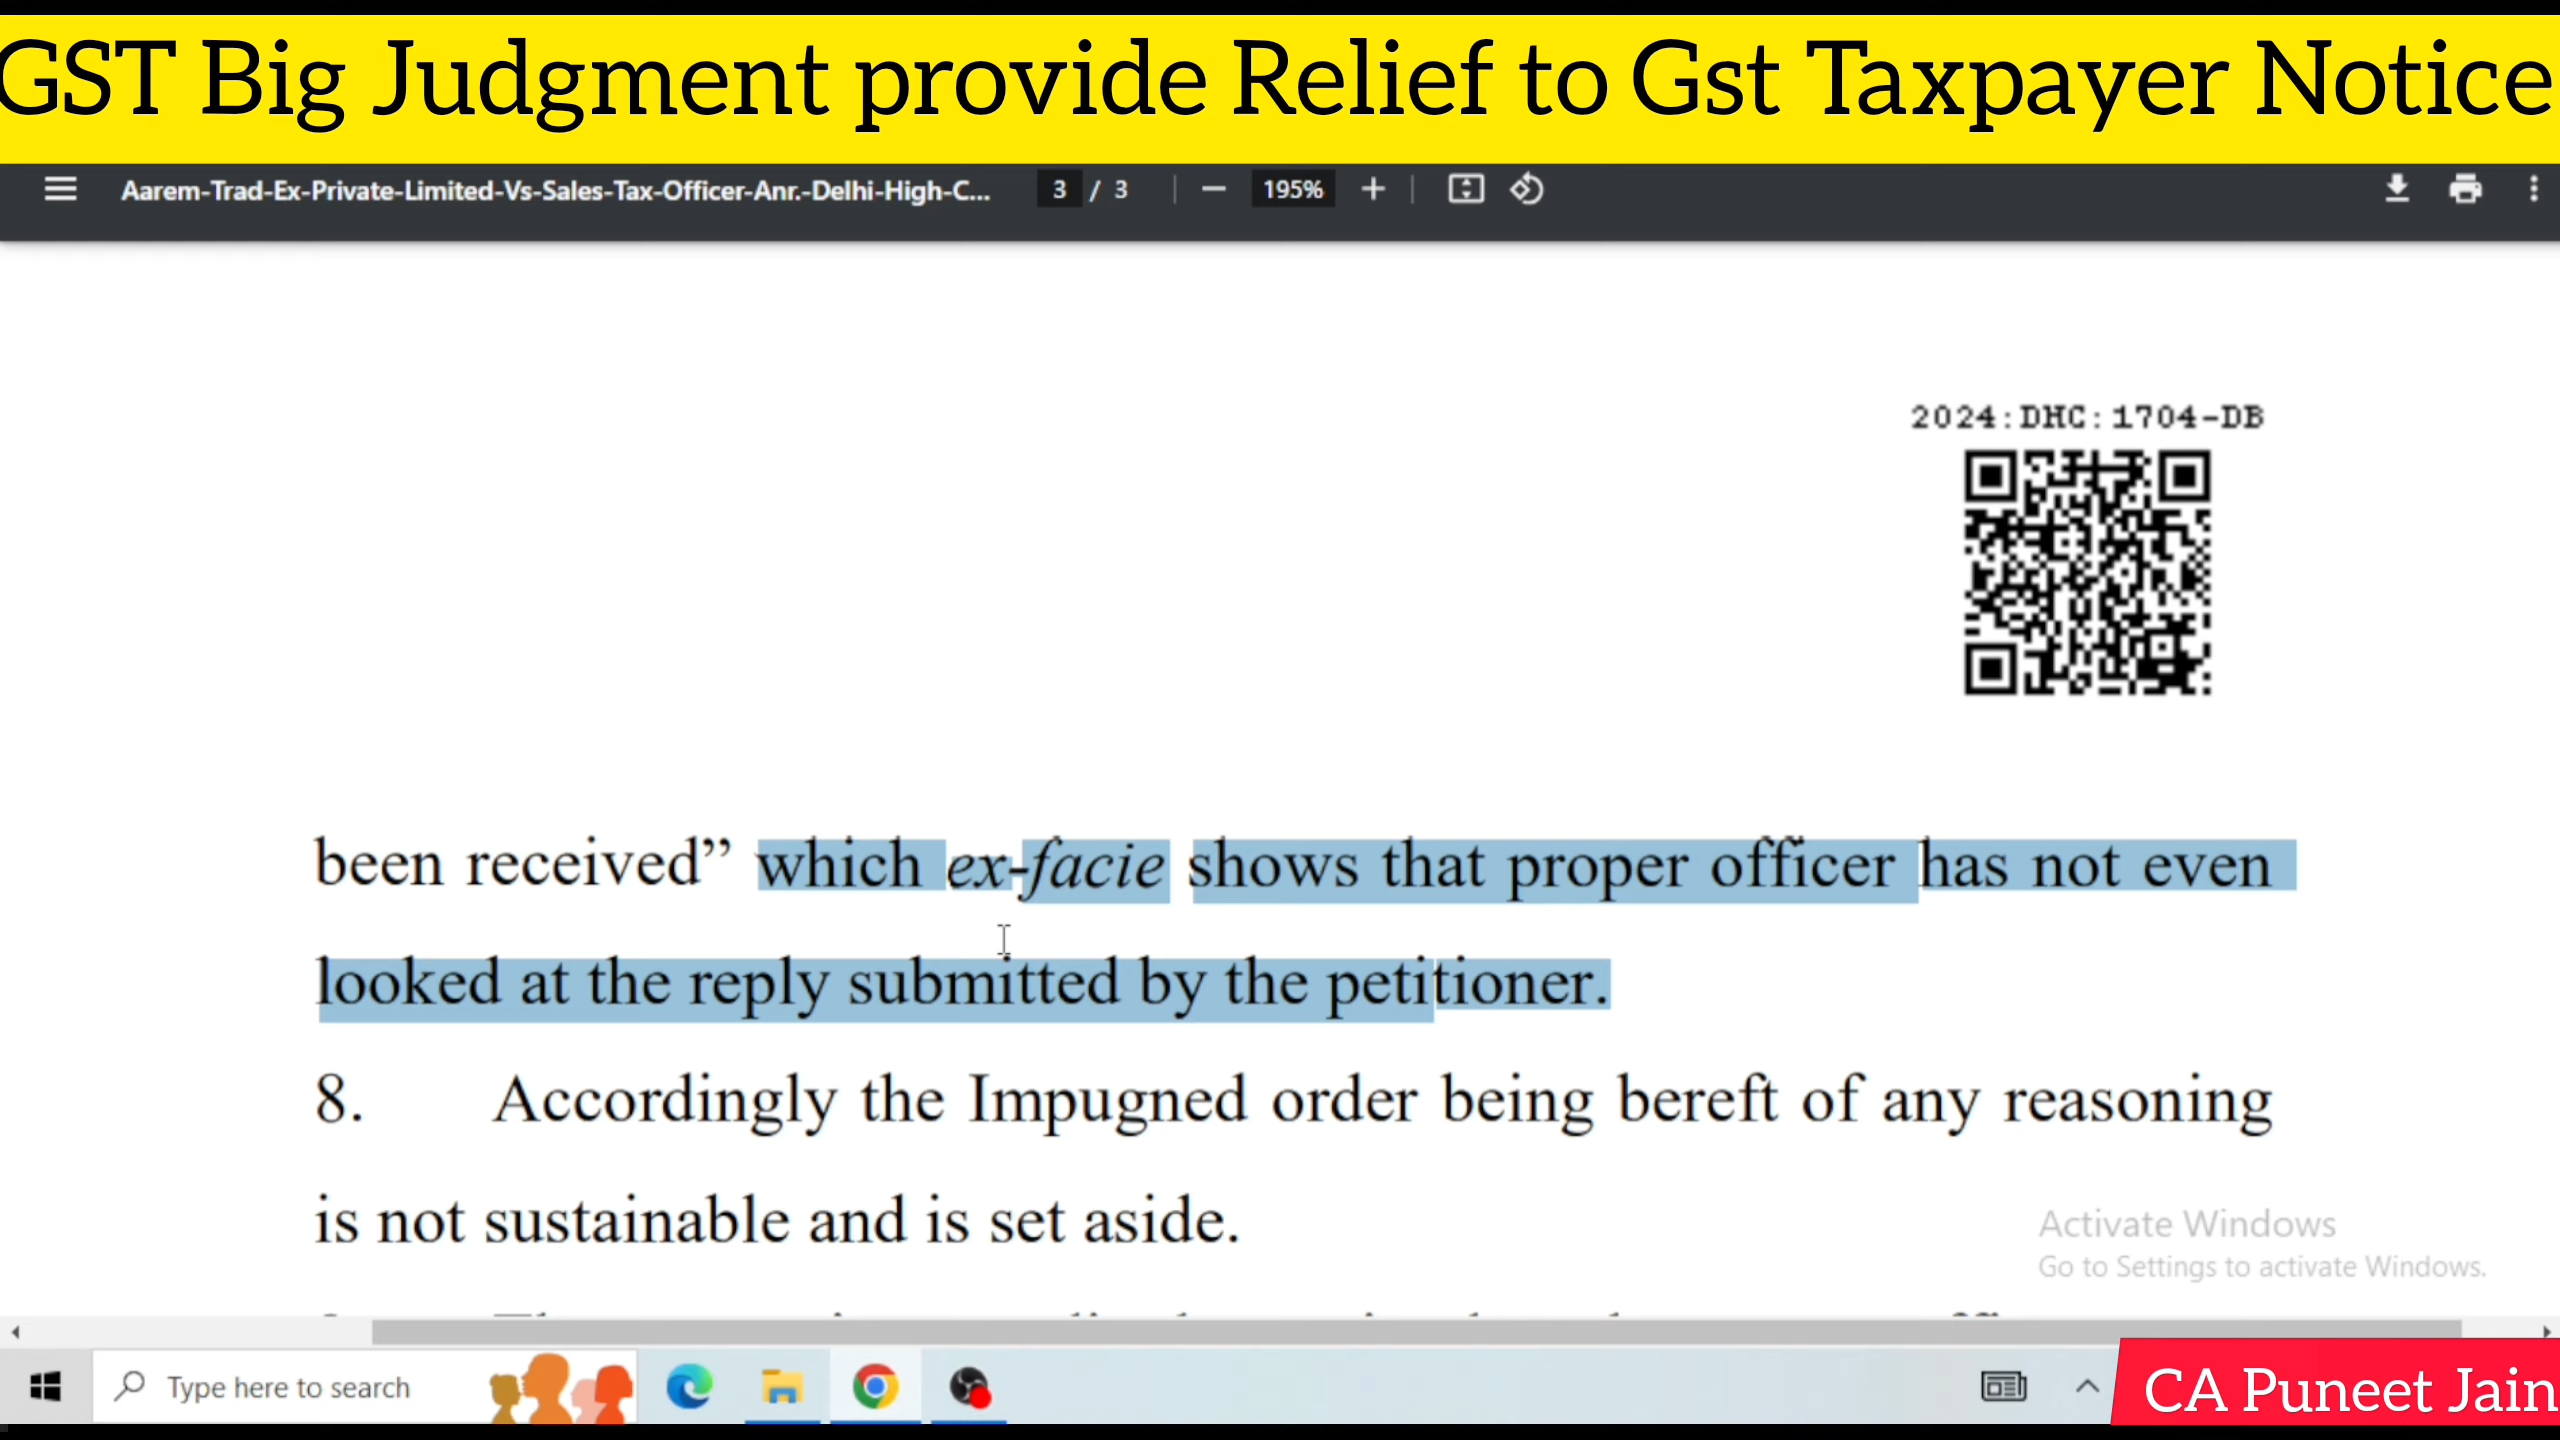 GST Big Judgment provide Relief to Gst Taxpayer Notice
Aarem-Trad-Ex-Private-Limited-Vs-Sales-Tax-Officer-Anr.-Delhi-High-C... 3 / 3 195%
2024:DHC:1704-DB
been received” which ex-facie shows that proper officer has not even
looked at the reply submitted by the petitioner.
8. Accordingly the Impugned order being bereft of any reasoning
is not sustainable and is set aside.
Activate Windows
Go to Settings to activate Windows.
Type here to search
CA Puneet Jain